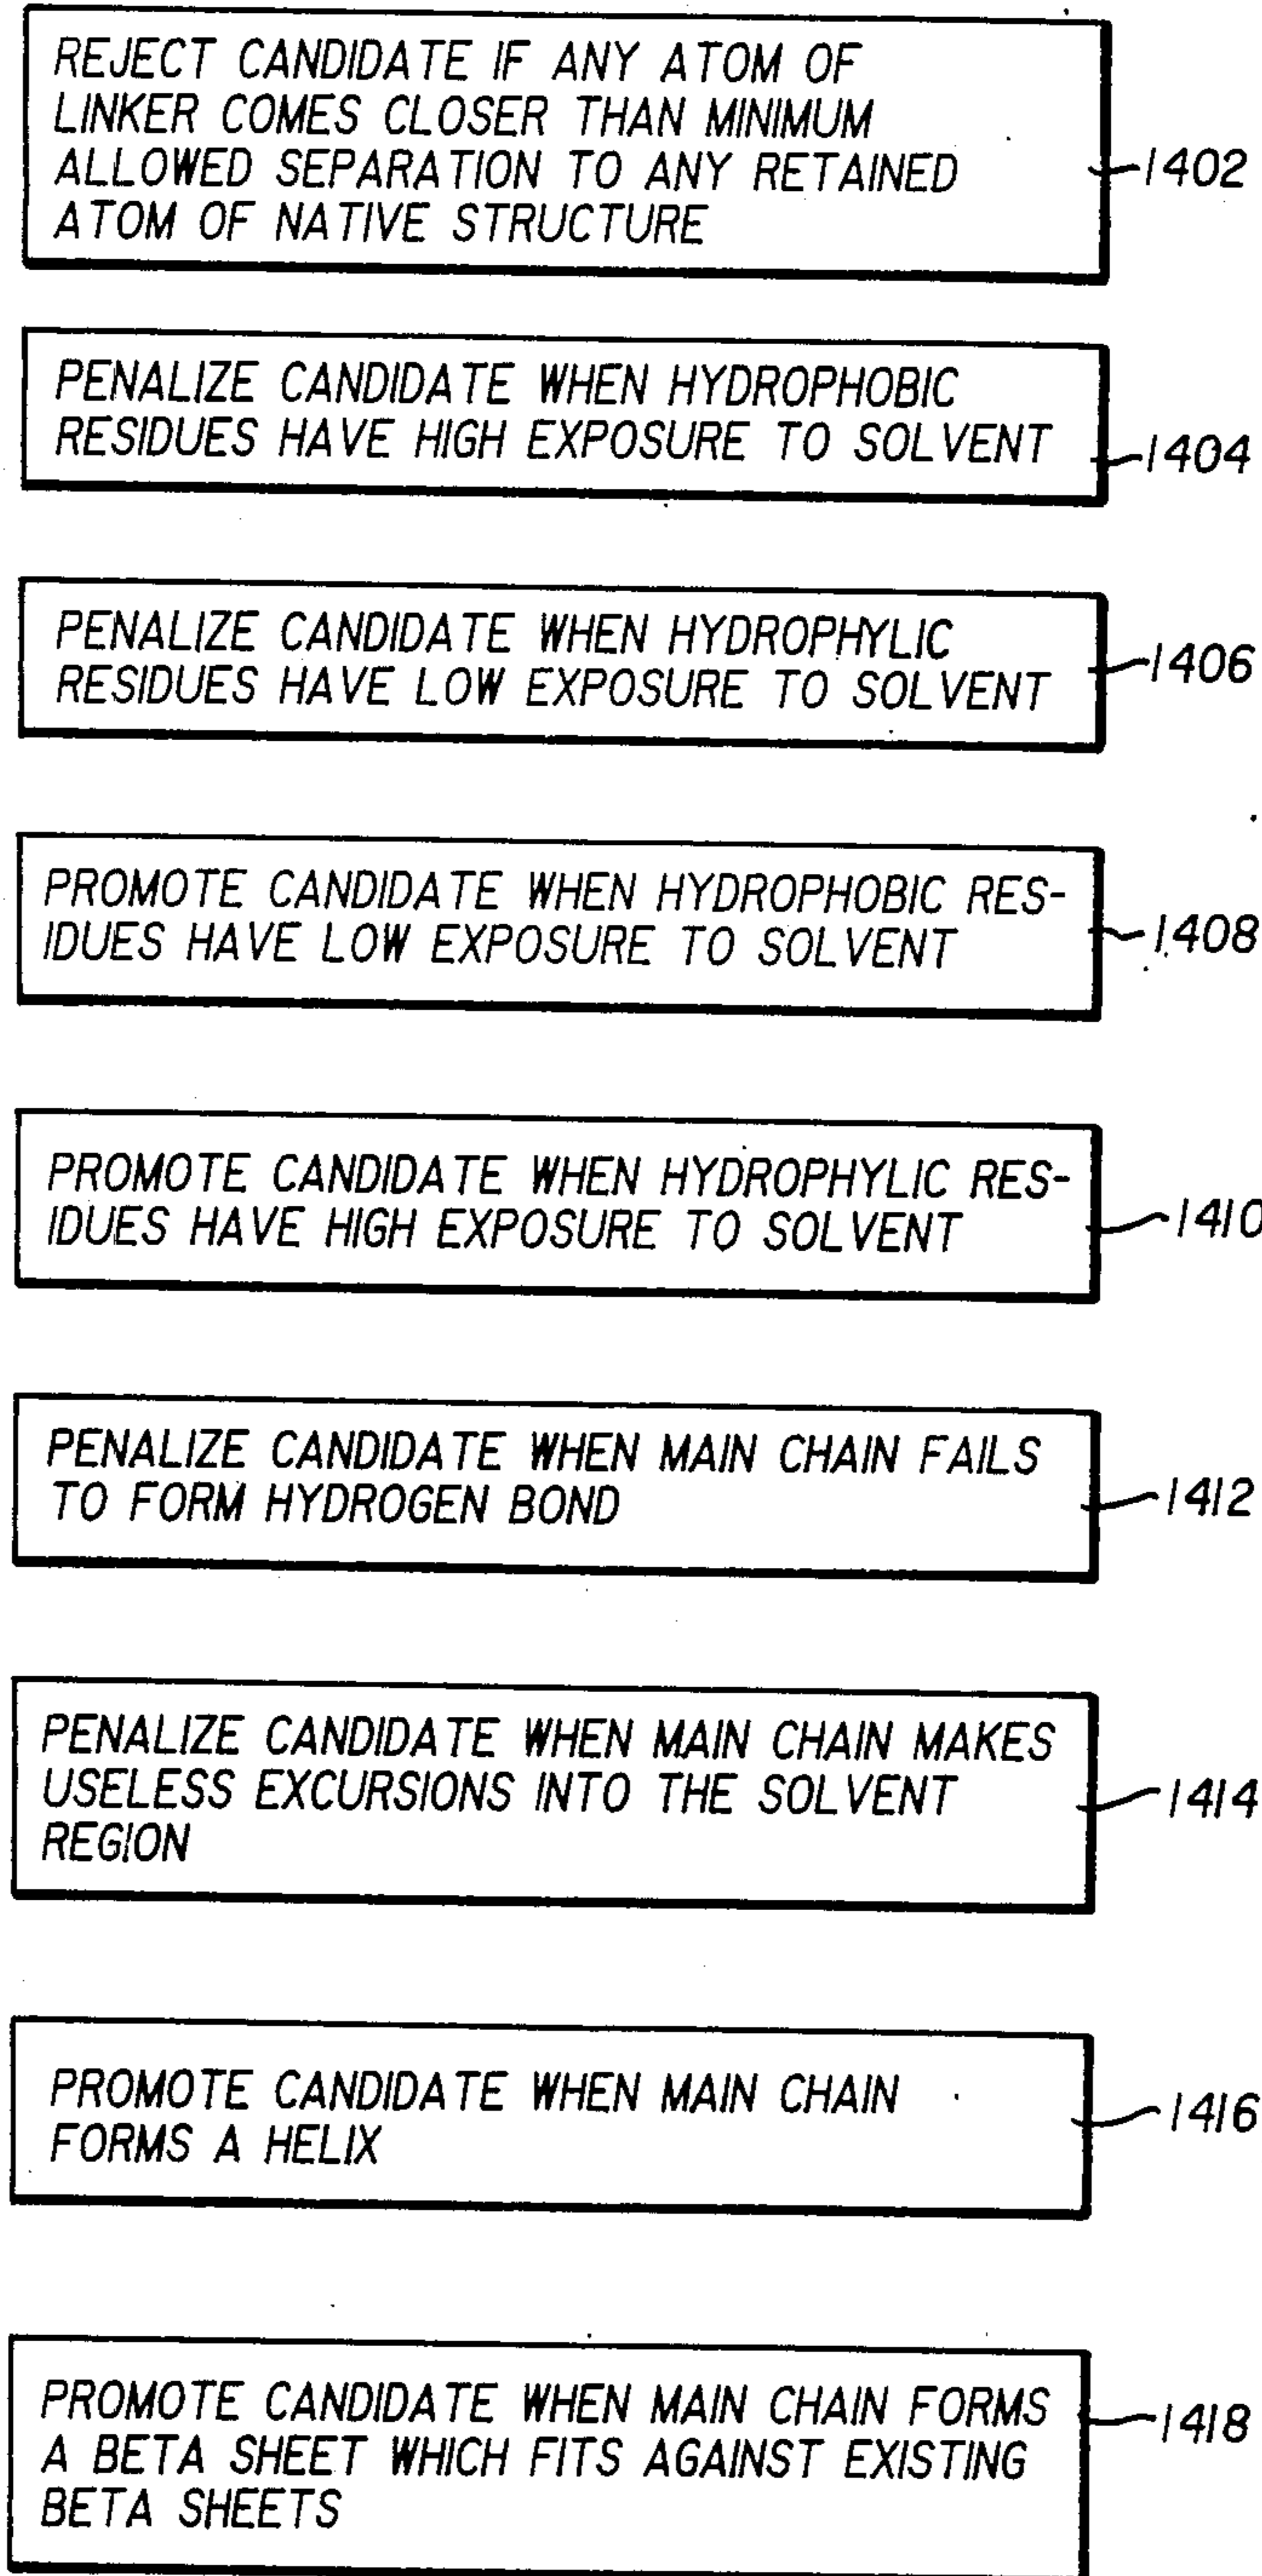 REJECT CANDIDATE IF ANY ATOM OF
LINKER COMES CLOSER THAN MINIMUM
ALLOWED SEPARATION TO ANY RETAINED
ATOM OF NATIVE STRUCTURE
1402
PENALIZE CANDIDATE WHEN HYDROPHOBIC
RESIDUES HAVE HIGH EXPOSURE TO SOLVENT
1404
PENALIZE CANDIDATE WHEN HYDROPHYLIC
RESIDUES HAVE LOW EXPOSURE TO SOLVENT
1406
PROMOTE CANDIDATE WHEN HYDROPHOBIC RES-
IDUES HAVE LOW EXPOSURE TO SOLVENT
1408
PROMOTE CANDIDATE WHEN HYDROPHYLIC RES-
IDUES HAVE HIGH EXPOSURE TO SOLVENT
1410
PENALIZE CANDIDATE WHEN MAIN CHAIN FAILS
TO FORM HYDROGEN BOND
1412
PENALIZE CANDIDATE WHEN MAIN CHAIN MAKES
USELESS EXCURSIONS INTO THE SOLVENT
REGION
1414
PROMOTE CANDIDATE WHEN MAIN CHAIN
FORMS A HELIX
1416
PROMOTE CANDIDATE WHEN MAIN CHAIN FORMS
A BETA SHEET WHICH FITS AGAINST EXISTING
BETA SHEETS
1418